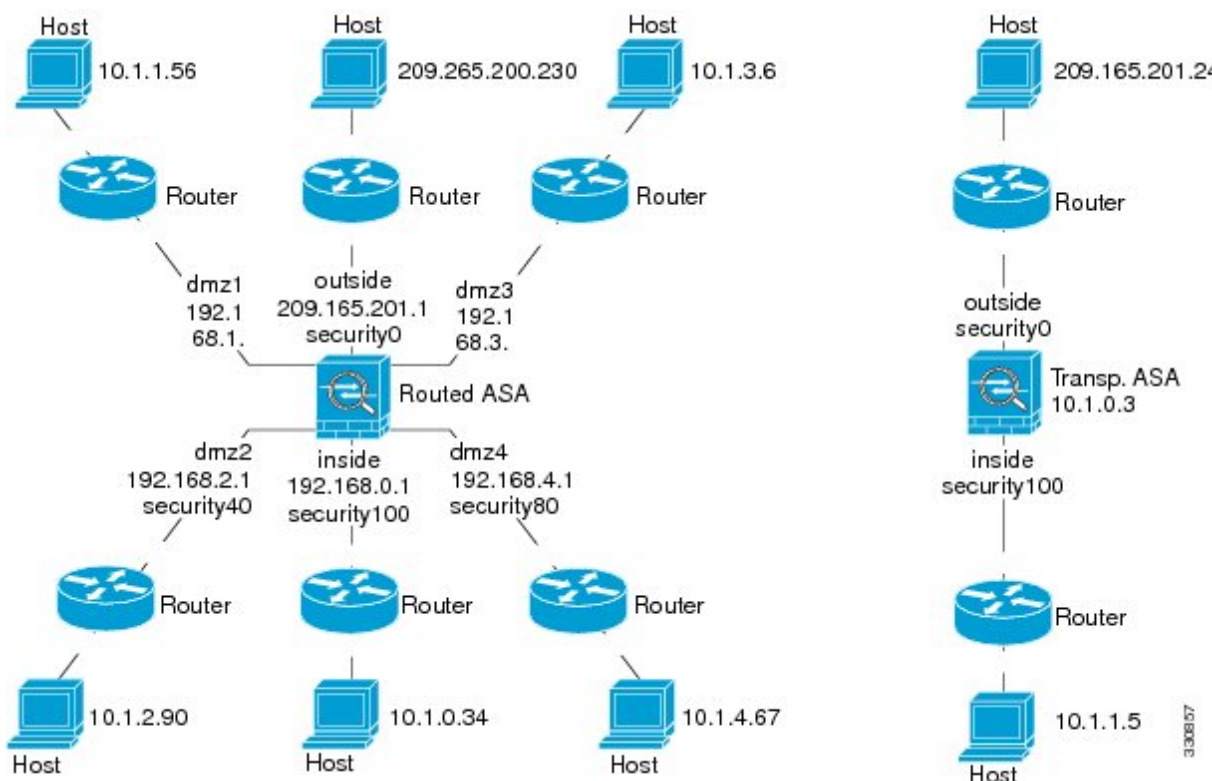 Host
10.1.1.56
Router
dmz1
192.1
68.1.
Host
209.265.200.230
Router
outside
209.165.201.1
security0
Host
10.1.3.6
Router
dmz3
192.1
68.3.
Routed ASA
dmz2
192.168.2.1
security40
Router
10.1.2.90
Host
inside
192.168.0.1
security100
Router
10.1.0.34
Host
dmz4
192.168.4.1
security80
Router
10.1.4.67
Host
Host
209.165.201.24
Router
outside
security0
Transp. ASA
10.1.0.3
inside
security100
Router
10.1.1.5
Host
330857